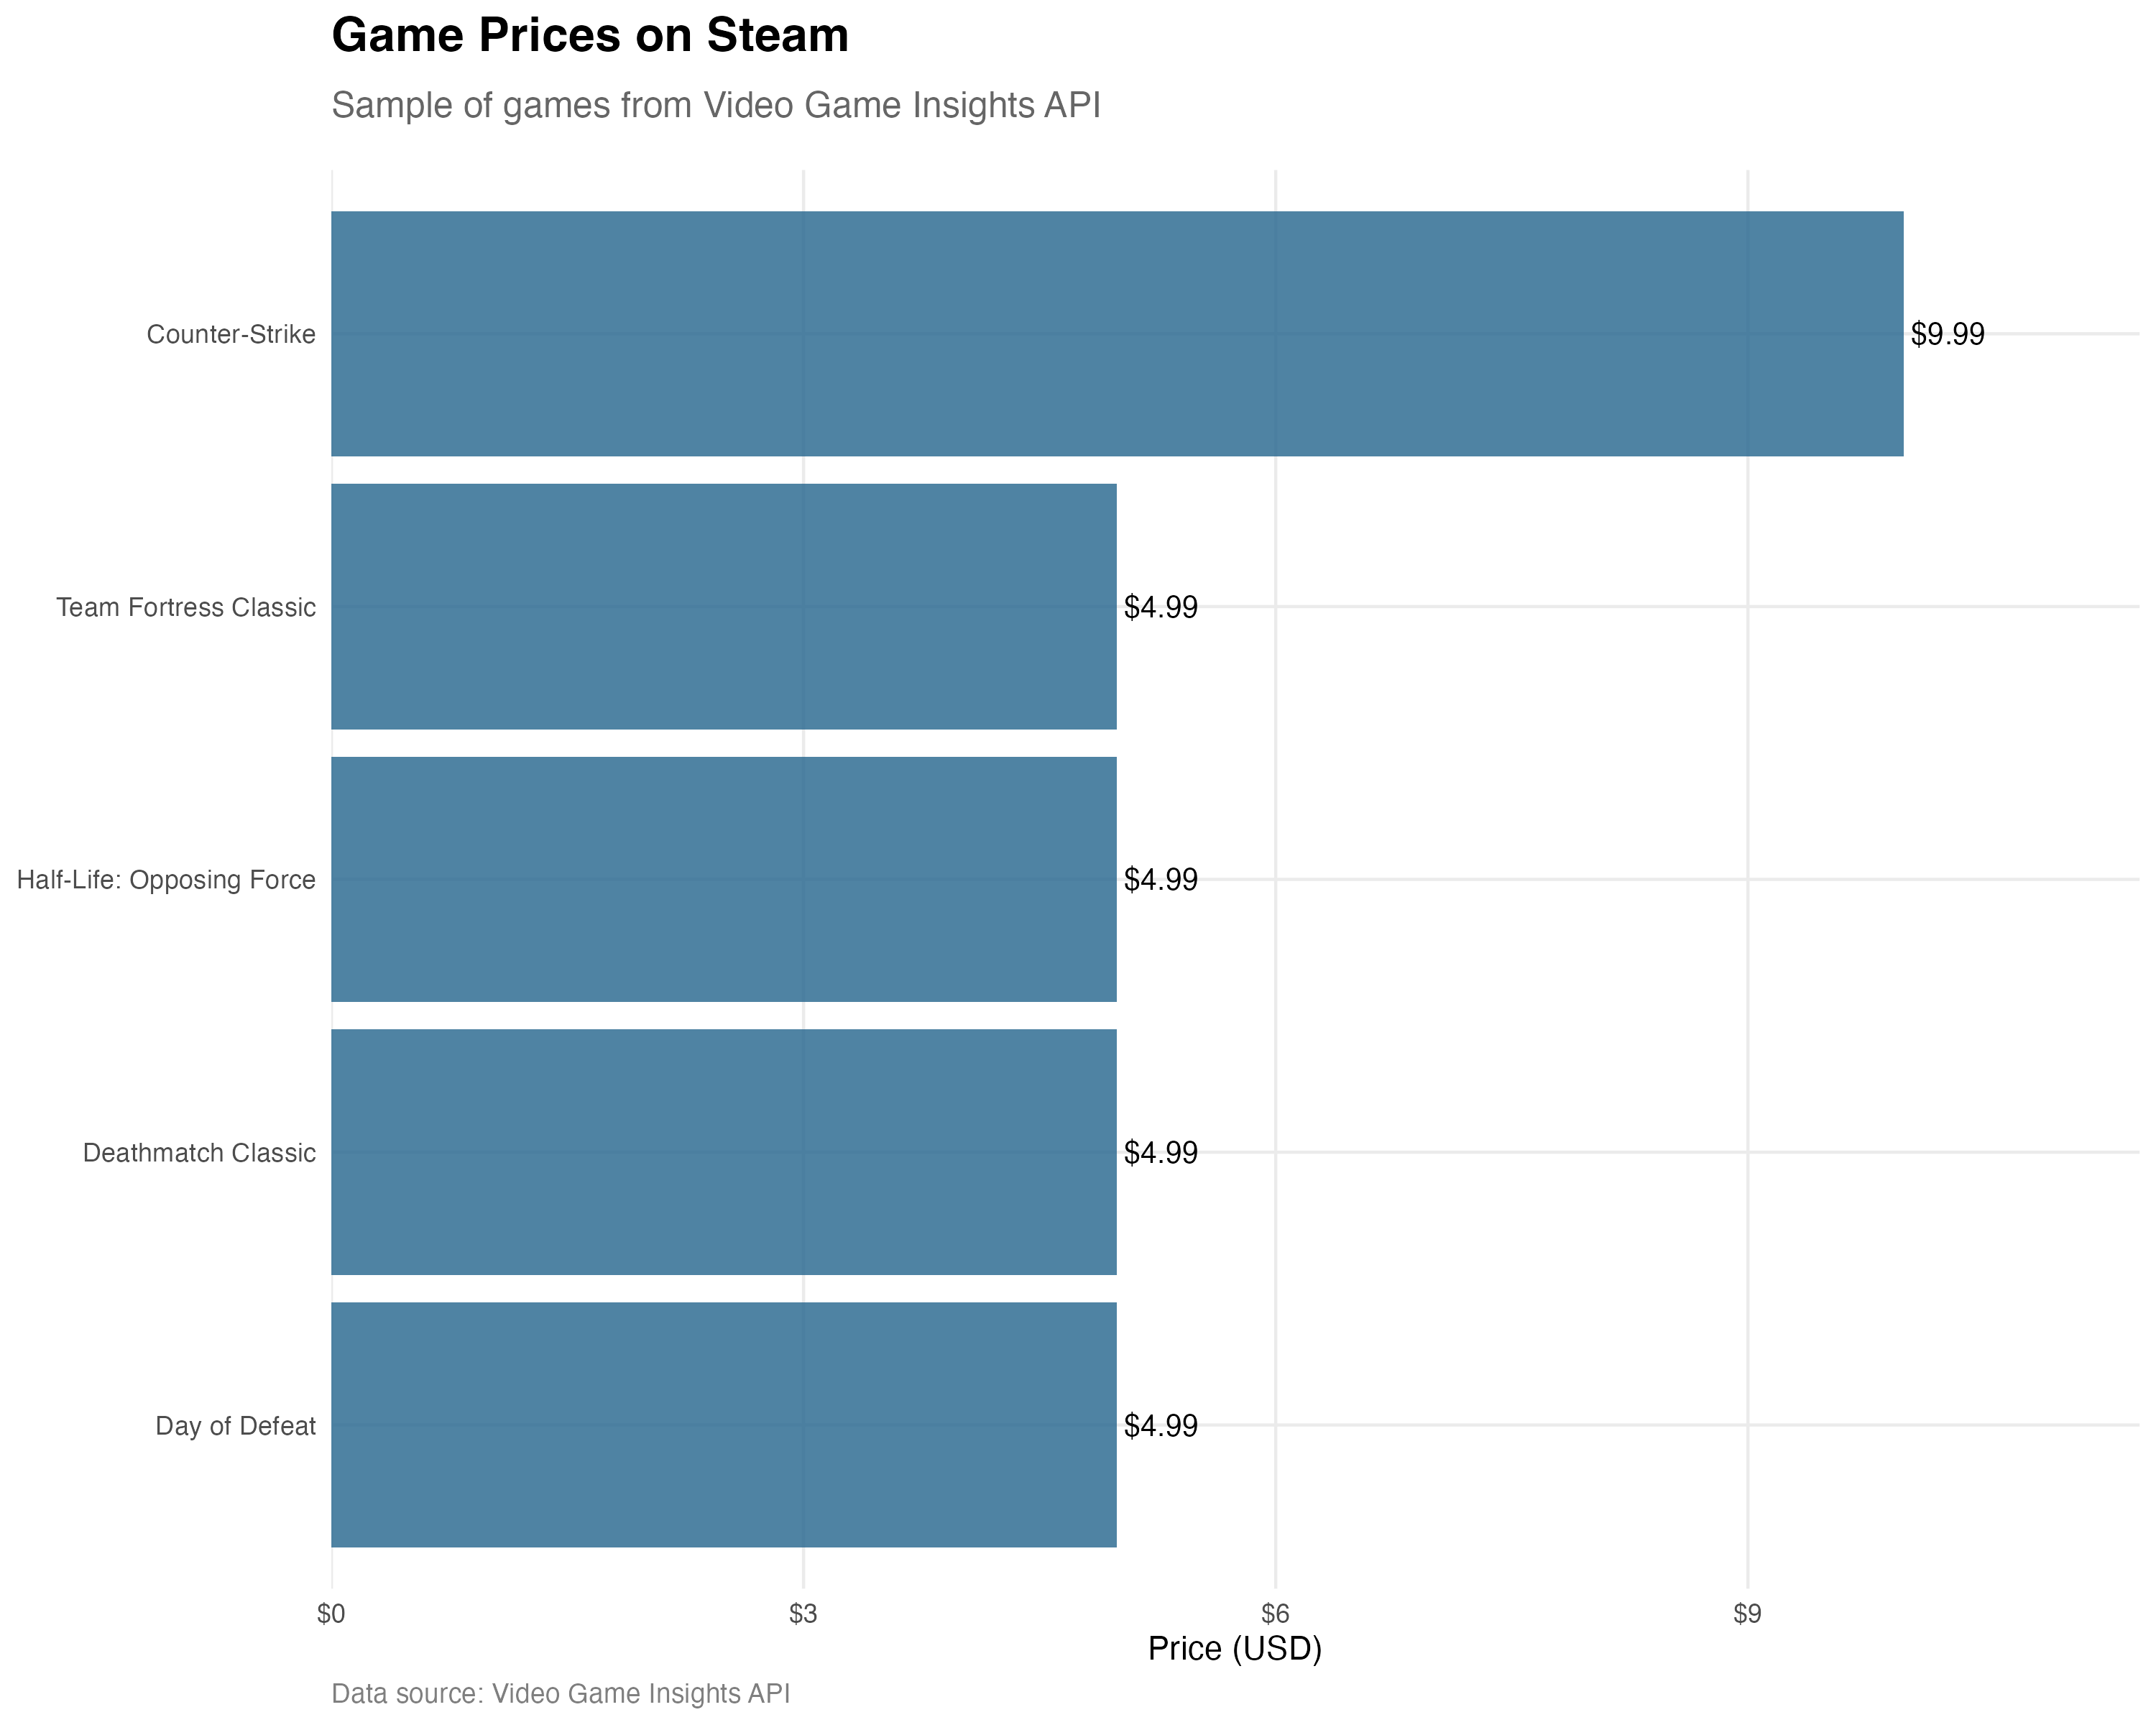 Game Prices on Steam
Sample of games from Video Game Insights API
Counter-Strike
$9.99
Team Fortress Classic
$4.99
Half-Life: Opposing Force
$4.99
Deathmatch Classic
$4.99
Day of Defeat
$4.99
$0 $3 $6 $9
Price (USD)
Data source: Video Game Insights API